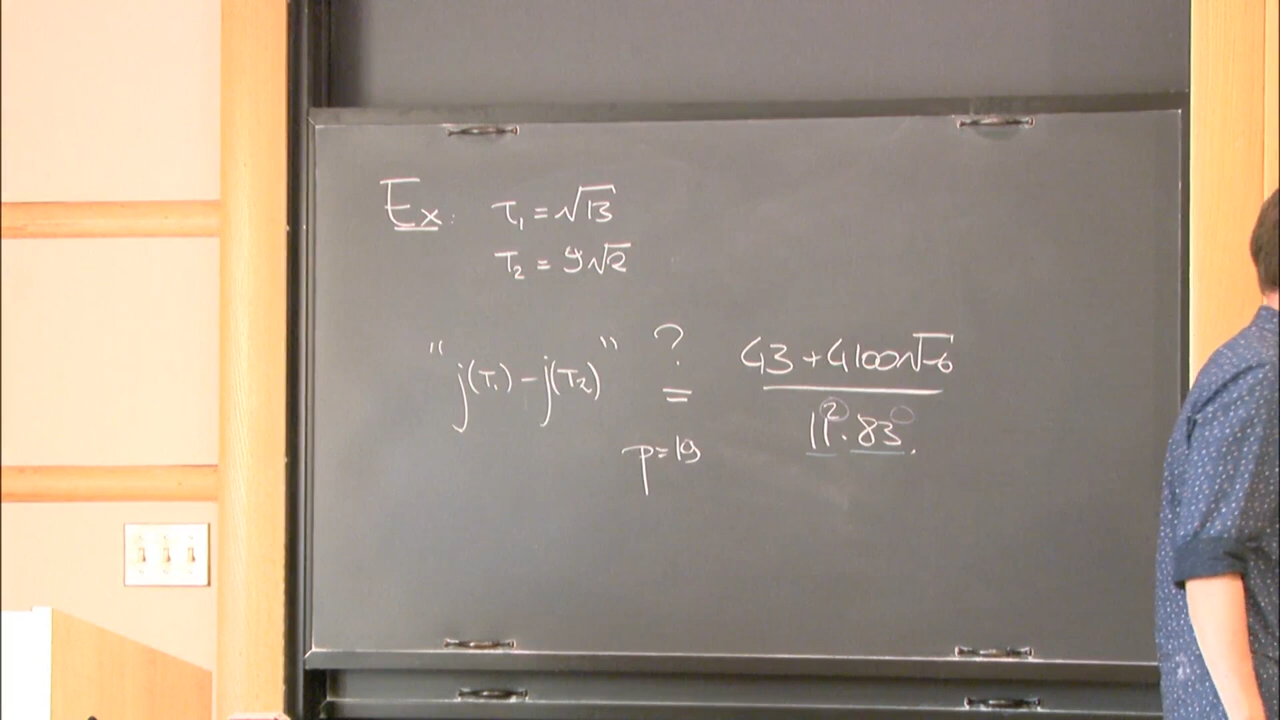 Ex: τ₁ = √13
τ₂ = 9√2
"j(τ₁) - j(τ₂)" ?= (43 + 4100√-6) / (11² · 83).
p=19